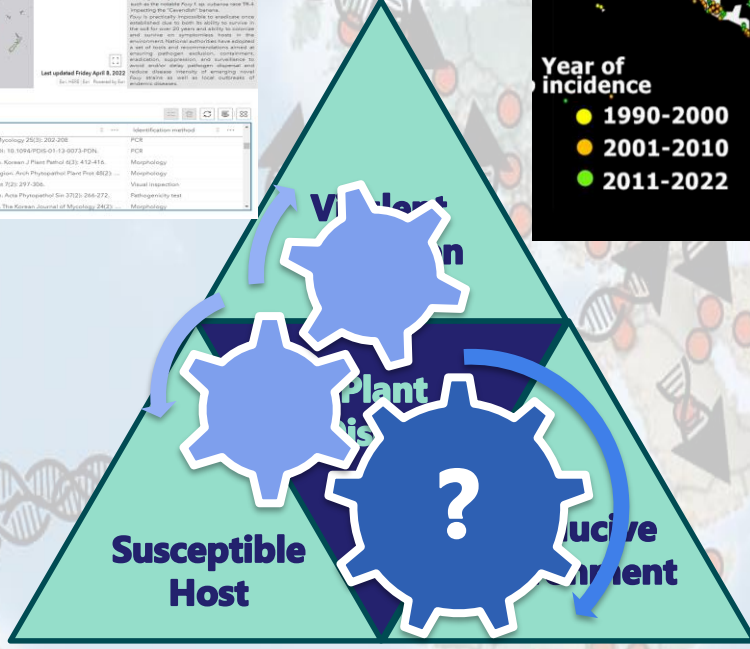 such as the notable Foxy f. sp. cubense race TR-4
impacting the "Cavendish" banana.
Foxy is practically impossible to eradicate once
established due to both its ability to survive in
the soil for over 20 years and ability to colonize
and survive on symptomless hosts in the
environment. National authorities have adopted
a set of tools and recommendations aimed at
ensuring pathogen exclusion, containment,
eradication, suppression, and surveillance to
avoid and/or delay pathogen dispersal and
reduce disease intensity of emerging novel
Foxy strains as well as local outbreaks of
endemic diseases.
Last updated Friday April 8, 2022
Identification method
Mycology 25(3): 202-208
PCR
10.1094/PDIS-01-13-0073-PDN.
PCR
Korean J Plant Pathol 6(3): 412-416.
Morphology
gion. Arch Phytopathol Plant Prot 48(2): ...
Morphology
6 7(2): 297-306.
Visual inspection
Acta Phytopathol Sin 37(2): 266-272.
Pathogenicity test
The Korean Journal of Mycology 24(2): ...
Morphology
Year of
incidence
1990-2000
2001-2010
2011-2022
Plant
?
Susceptible
Host
ucive
nment